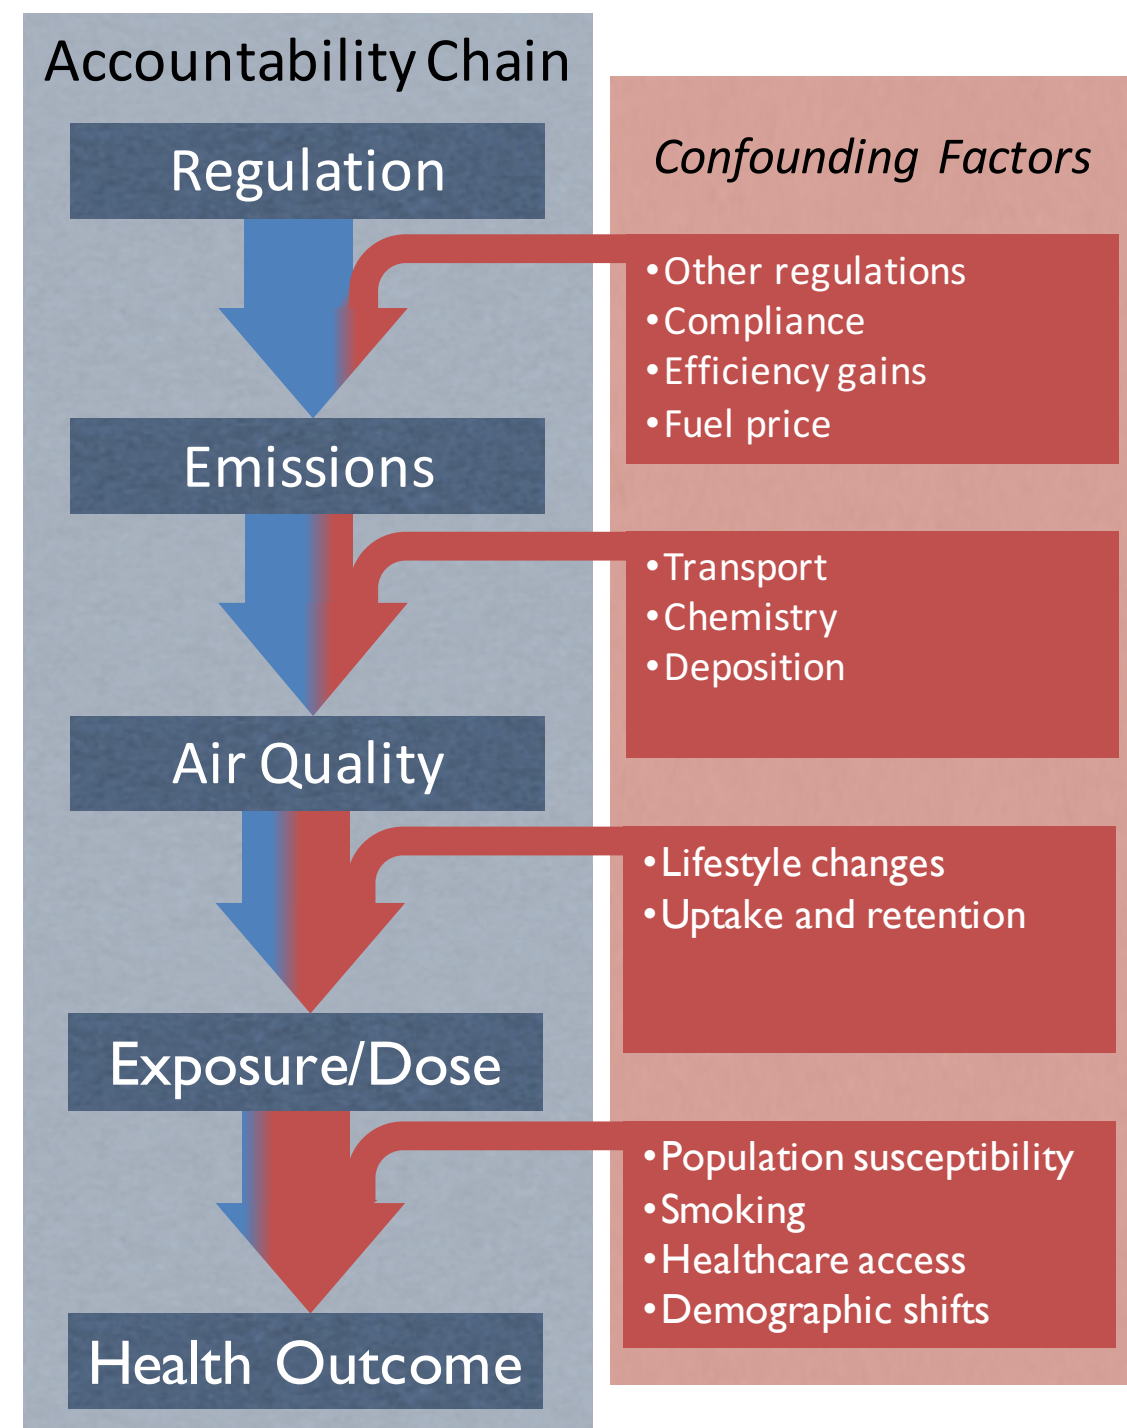 Accountability Chain
Regulation
Emissions
Air Quality
Exposure/Dose
Health Outcome
Confounding Factors
•Other regulations
•Compliance
•Efficiency gains
•Fuel price
•Transport
•Chemistry
•Deposition
•Lifestyle changes
•Uptake and retention
•Population susceptibility
•Smoking
•Healthcare access
•Demographic shifts